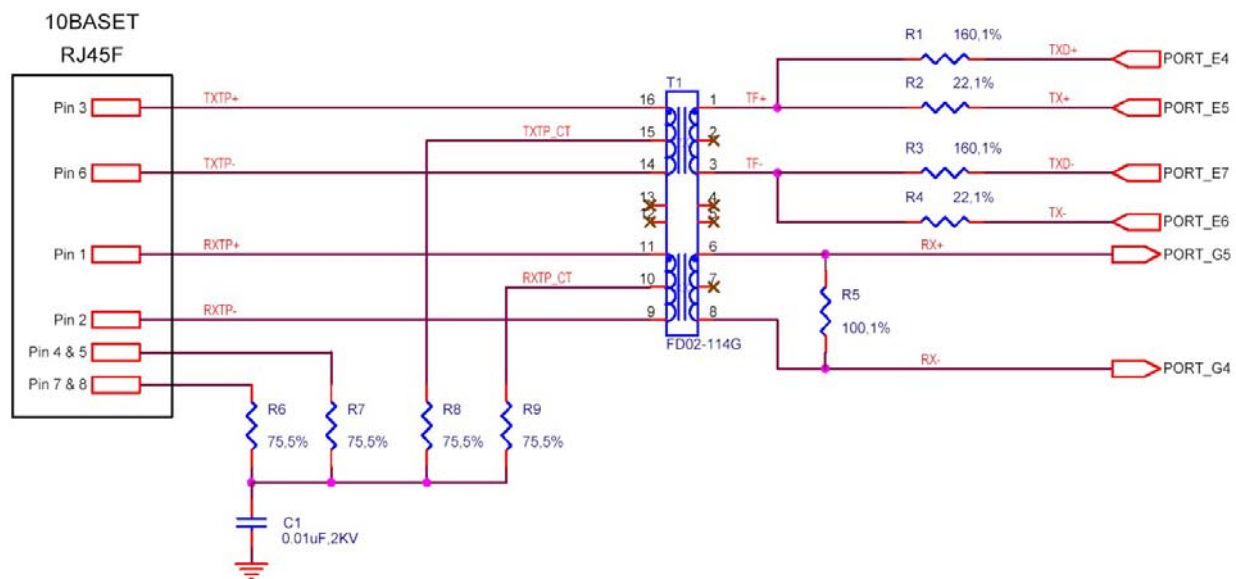 10BASET
RJ45F
R1 160,1% TXD+ PORT_E4
R2 22,1% TX+ PORT_E5
T1
Pin 3 TXTP+ 16 1 TF+
TXTP_CT 15 2
Pin 6 TXTP- 14 3 TF-
R3 160,1% TXD- PORT_E7
R4 22,1% TX- PORT_E6
13 4
12 5
Pin 1 RXTP+ 11 6 RX+ PORT_G5
RXTP_CT 10 7
R5
100,1%
Pin 2 RXTP- 9 8
FD02-114G
RX- PORT_G4
Pin 4 & 5
Pin 7 & 8
R6 R7 R8 R9
75,5% 75,5% 75,5% 75,5%
C1
0.01uF,2KV